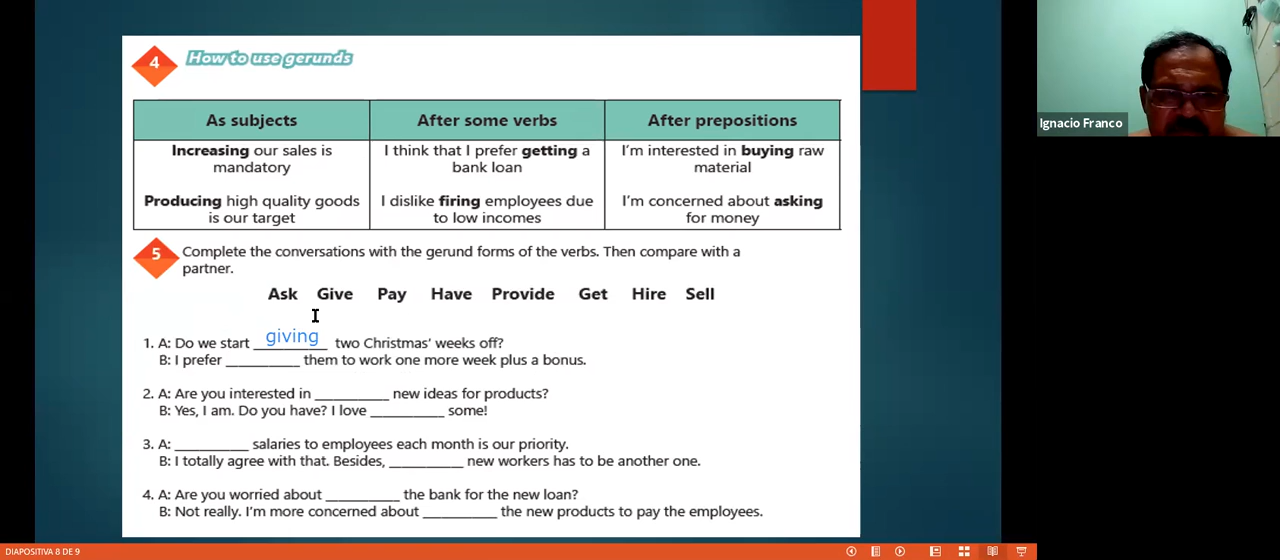 4 How to use gerunds
As subjects After some verbs After prepositions
Increasing our sales is mandatory
Producing high quality goods is our target
I think that I prefer getting a bank loan
I dislike firing employees due to low incomes
I'm interested in buying raw material
I'm concerned about asking for money
5 Complete the conversations with the gerund forms of the verbs. Then compare with a
partner.
Ask Give Pay Have Provide Get Hire Sell
1. A: Do we start giving two Christmas' weeks off?
B: I prefer __________ them to work one more week plus a bonus.
2. A: Are you interested in __________ new ideas for products?
B: Yes, I am. Do you have? I love __________ some!
3. A: __________ salaries to employees each month is our priority.
B: I totally agree with that. Besides, __________ new workers has to be another one.
4. A: Are you worried about __________ the bank for the new loan?
B: Not really. I'm more concerned about __________ the new products to pay the employees.
Ignacio Franco
DIAPOSITIVA 8 DE 9